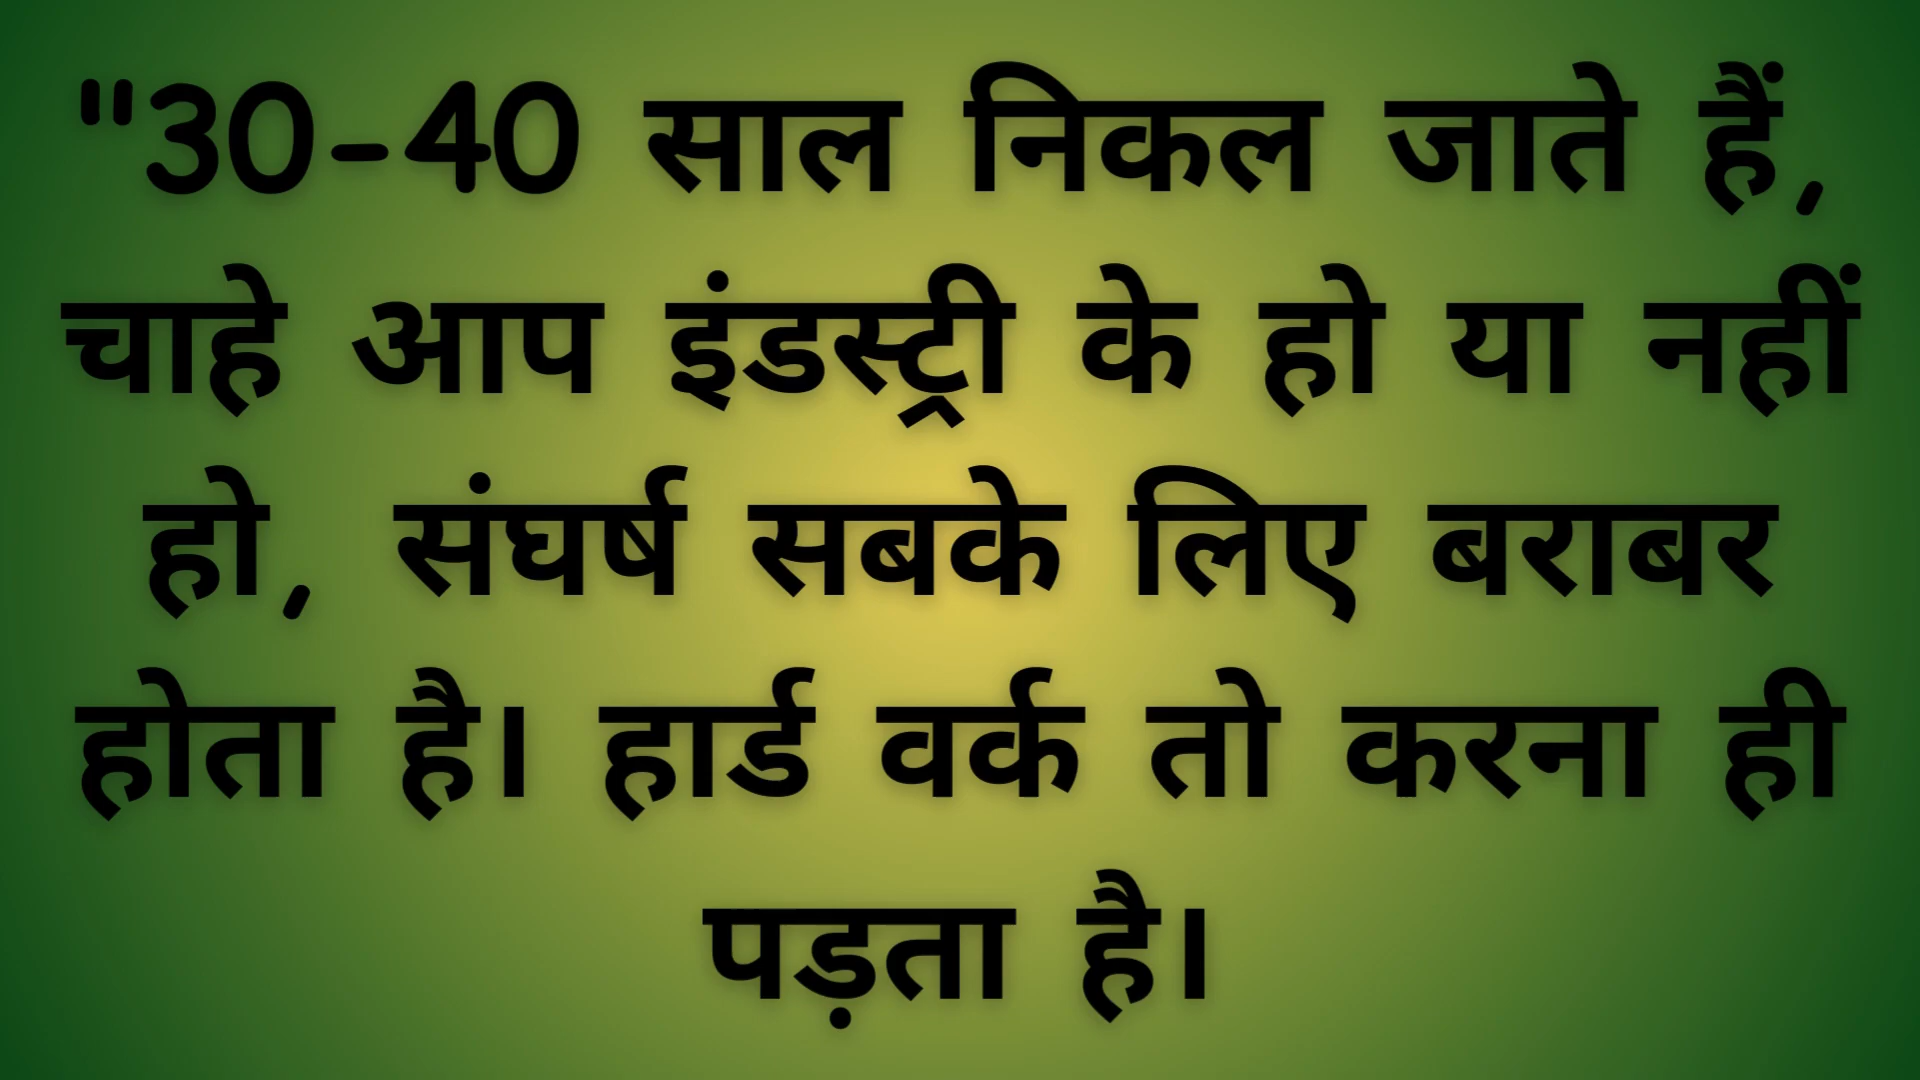 "30-40 साल निकल जाते हैं,
चाहे आप इंडस्ट्री के हो या नहीं
हो, संघर्ष सबके लिए बराबर
होता है। हार्ड वर्क तो करना ही
पड़ता है।